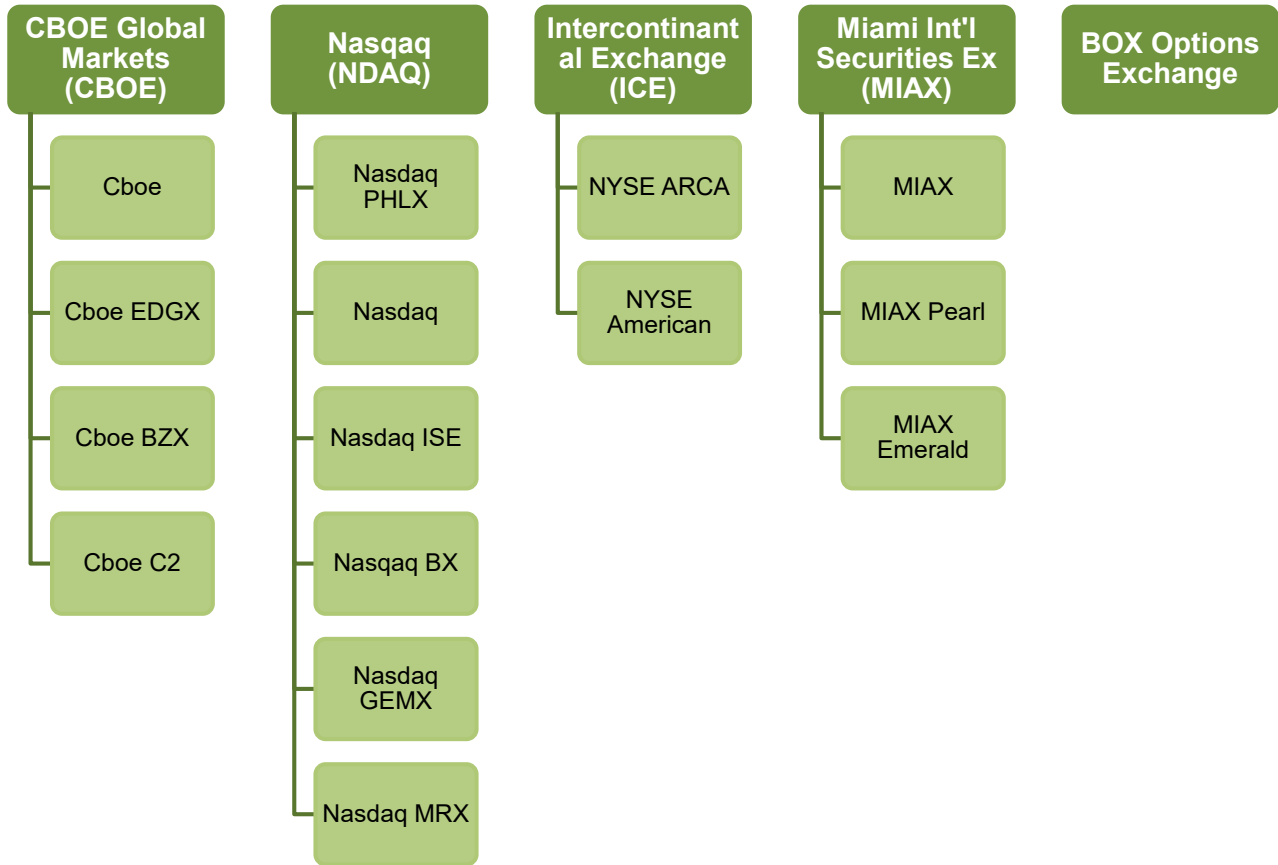 CBOE Global
Markets
(CBOE)
Cboe
Cboe EDGX
Cboe BZX
Cboe C2
Nasqaq
(NDAQ)
Nasdaq
PHLX
Nasdaq
Nasdaq ISE
Nasqaq BX
Nasdaq
GEMX
Nasdaq MRX
Intercontinant
al Exchange
(ICE)
NYSE ARCA
NYSE
American
Miami Int'l
Securities Ex
(MIAX)
MIAX
MIAX Pearl
MIAX
Emerald
BOX Options
Exchange